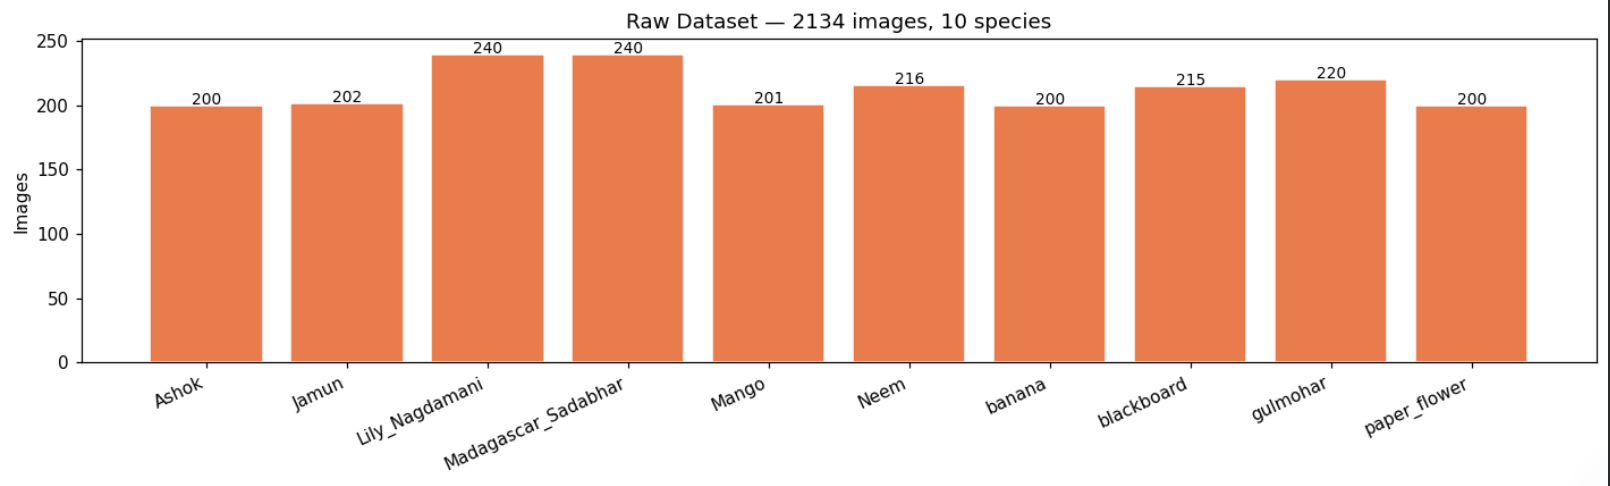 Raw Dataset — 2134 images, 10 species
250
200
150
100
50
0
Images
200
202
240
240
201
216
200
215
220
200
Ashok
Jamun
Lily_Nagdamani
Madagascar_Sadabhar
Mango
Neem
banana
blackboard
gulmohar
paper_flower